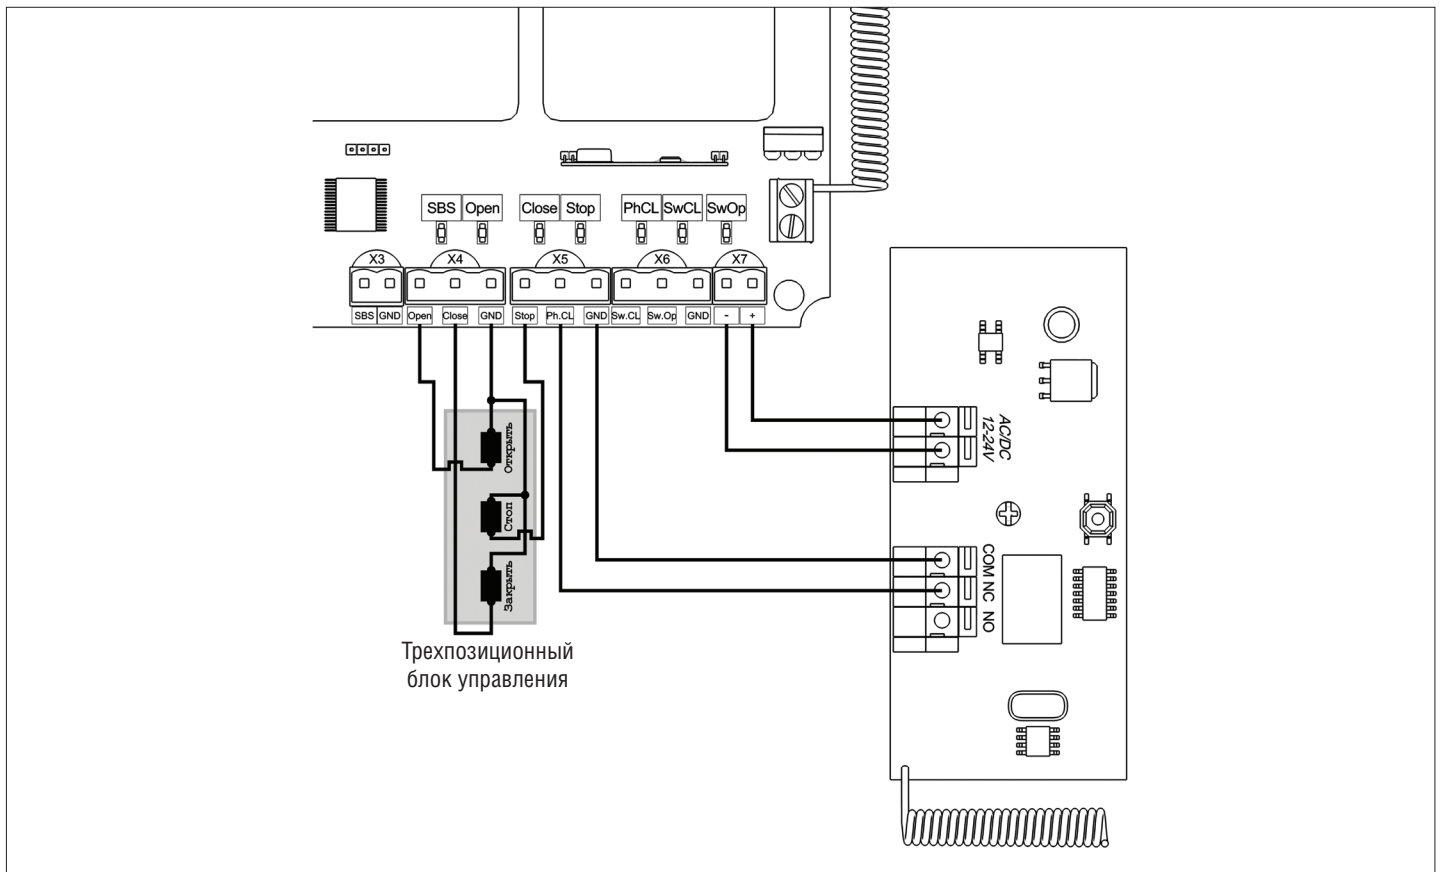 SBS Open Close Stop PhCL SwCL SwOp
X3 X4 X5 X6 X7
SBS GND Open Close GND Stop Ph.CL GND Sw.CL Sw.Op GND - +
AC/DC
12-24V
Открыть
Стоп
Закрыть
COM NC NO
Трехпозиционный
блок управления